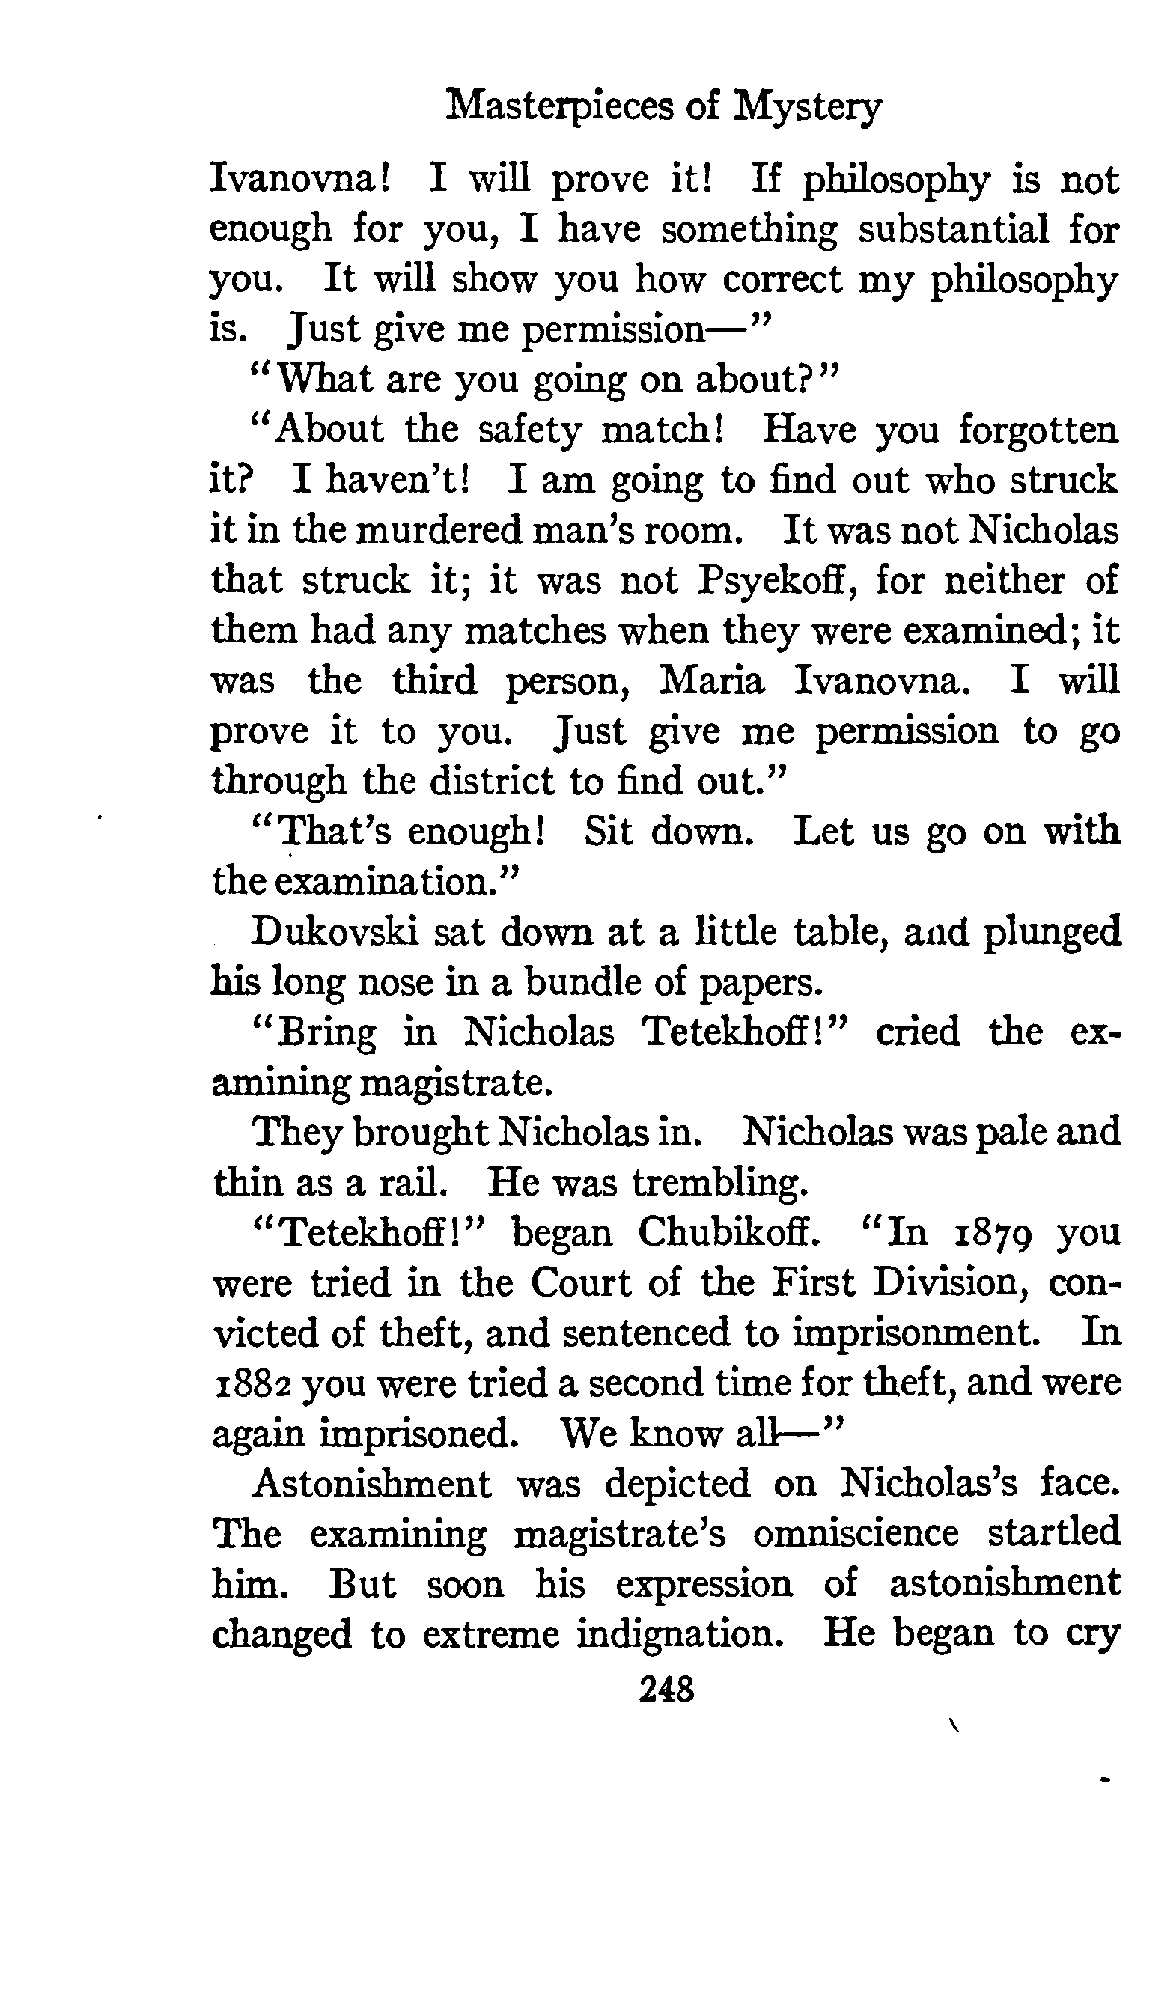 Masterpieces of Mystery
Ivanovna! I will prove it! If philosophy is not
enough for you, I have something substantial for
you. It will show you how correct my philosophy
is. Just give me permission—"
"What are you going on about?"
"About the safety match! Have you forgotten
it? I haven't! I am going to find out who struck
it in the murdered man's room. It was not Nicholas
that struck it; it was not Psyekoff, for neither of
them had any matches when they were examined; it
was the third person, Maria Ivanovna. I will
prove it to you. Just give me permission to go
through the district to find out."
"That's enough! Sit down. Let us go on with
the examination."
Dukovski sat down at a little table, and plunged
his long nose in a bundle of papers.
"Bring in Nicholas Tetekhoff!" cried the ex-
amining magistrate.
They brought Nicholas in. Nicholas was pale and
thin as a rail. He was trembling.
"Tetekhoff!" began Chubikoff. "In 1879 you
were tried in the Court of the First Division, con-
victed of theft, and sentenced to imprisonment. In
1882 you were tried a second time for theft, and were
again imprisoned. We know all—"
Astonishment was depicted on Nicholas's face.
The examining magistrate's omniscience startled
him. But soon his expression of astonishment
changed to extreme indignation. He began to cry
248